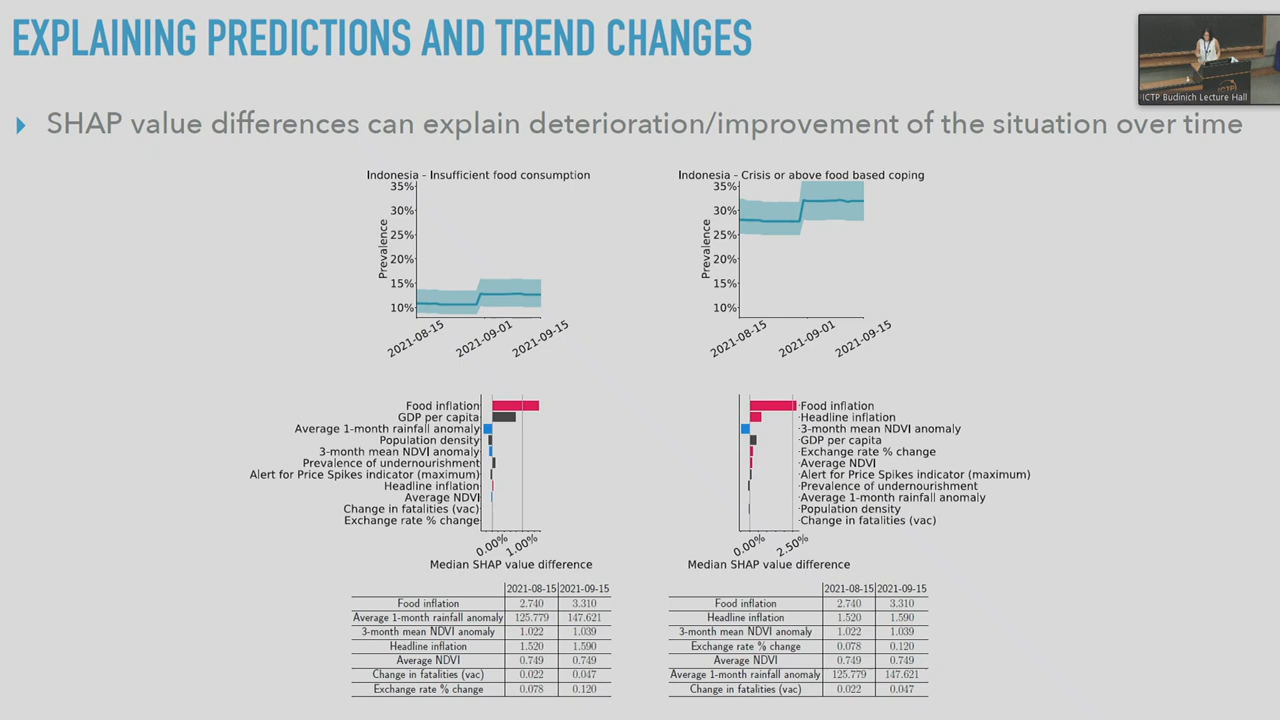 EXPLAINING PREDICTIONS AND TREND CHANGES
ICTP Budinich Lecture Hall
ICTP
SHAP value differences can explain deterioration/improvement of the situation over time
Indonesia - Insufficient food consumption
35%
30%
25%
20%
15%
10%
Prevalence
2021-08-15
2021-09-01
2021-09-15
Indonesia - Crisis or above food based coping
35%
30%
25%
20%
15%
10%
Prevalence
2021-08-15
2021-09-01
2021-09-15
Food inflation
GDP per capita
Average 1-month rainfall anomaly
Population density
3-month mean NDVI anomaly
Prevalence of undernourishment
Alert for Price Spikes indicator (maximum)
Headline inflation
Average NDVI
Change in fatalities (vac)
Exchange rate % change
0.00% 1.00%
Median SHAP value difference
Food inflation
Headline inflation
3-month mean NDVI anomaly
GDP per capita
Exchange rate % change
Average NDVI
Alert for Price Spikes indicator (maximum)
Prevalence of undernourishment
Average 1-month rainfall anomaly
Population density
Change in fatalities (vac)
0.00% 2.50%
Median SHAP value difference
2021-08-15 2021-09-15
Food inflation 2.740 3.310
Average 1-month rainfall anomaly 125.779 147.621
3-month mean NDVI anomaly 1.022 1.039
Headline inflation 1.520 1.590
Average NDVI 0.749 0.749
Change in fatalities (vac) 0.022 0.047
Exchange rate % change 0.078 0.120
2021-08-15 2021-09-15
Food inflation 2.740 3.310
Headline inflation 1.520 1.590
3-month mean NDVI anomaly 1.022 1.039
Exchange rate % change 0.078 0.120
Average NDVI 0.749 0.749
Average 1-month rainfall anomaly 125.779 147.621
Change in fatalities (vac) 0.022 0.047